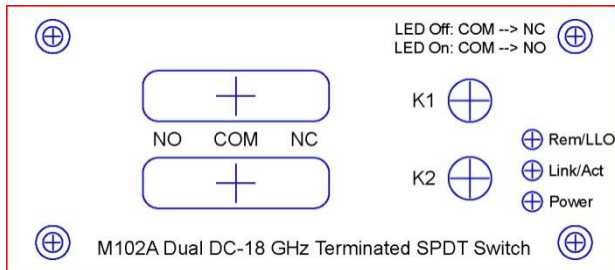 LED Off: COM --> NC
LED On: COM --> NO
K1
NO COM NC
Rem/LLO
K2
Link/Act
Power
M102A Dual DC-18 GHz Terminated SPDT Switch